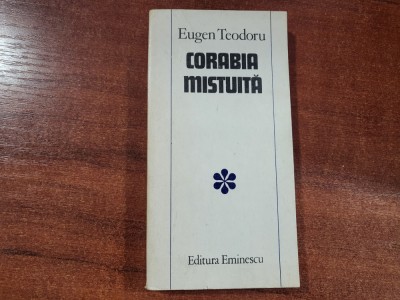 Eugen Teodoru
CORABIA
MISTUITĂ
Editura Eminescu